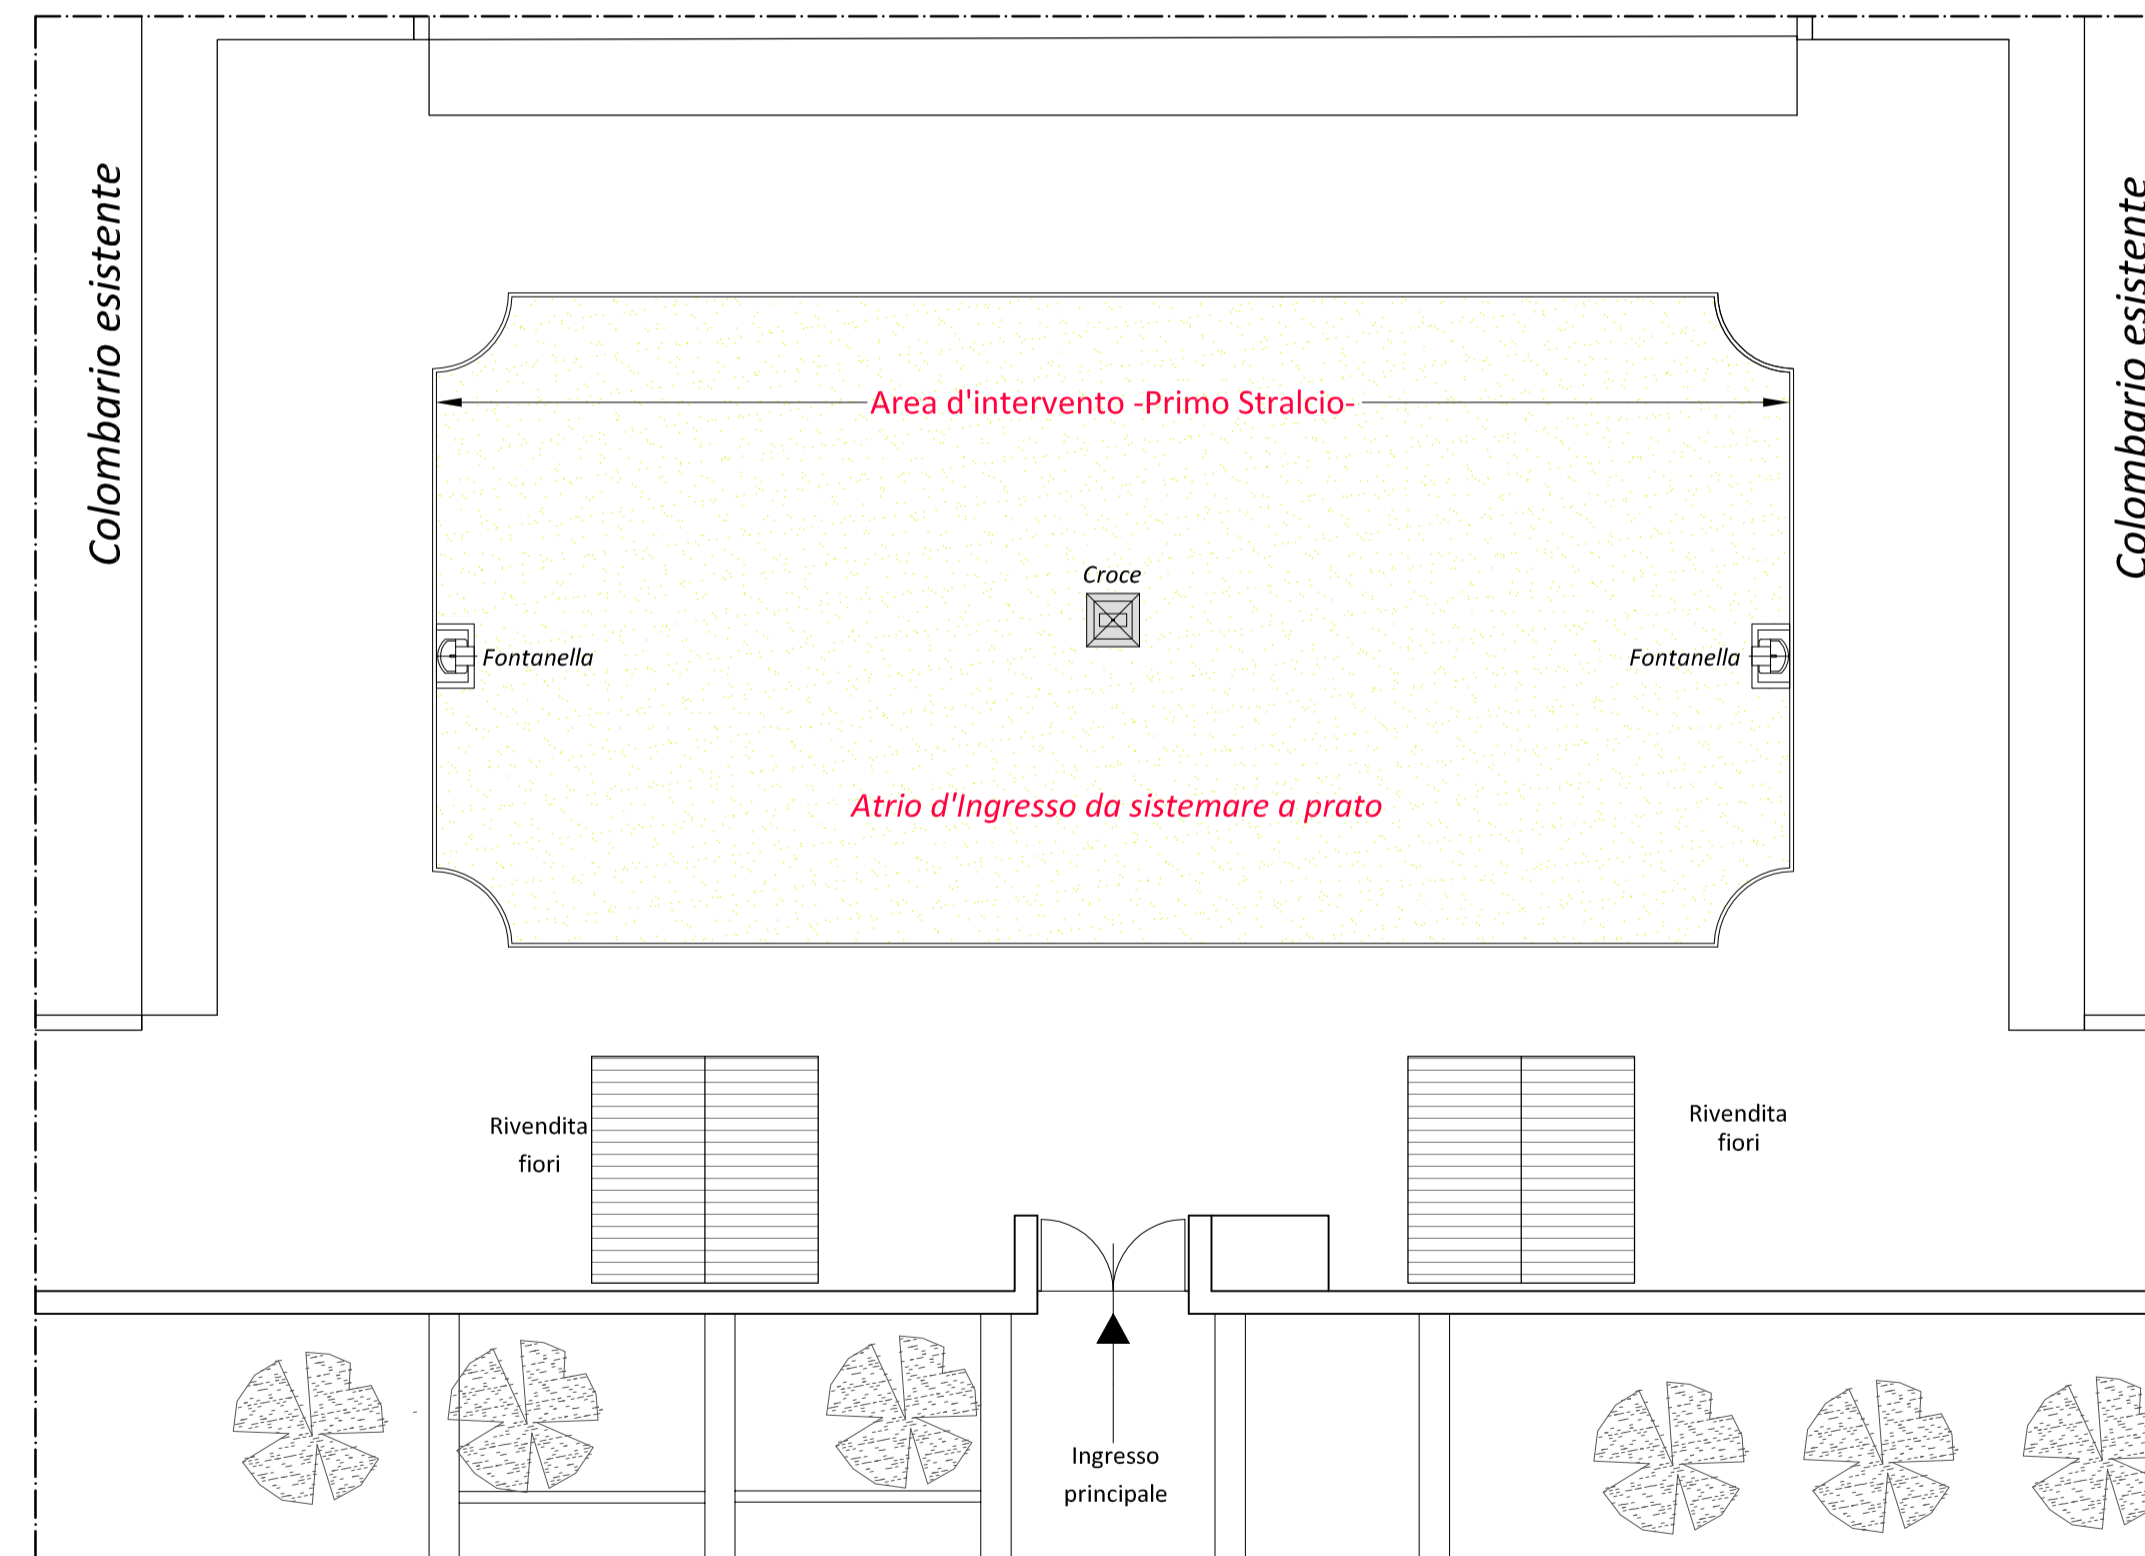 Colombario esistente
Colombario esistente
Area d'intervento -Primo Stralcio-
Croce
Fontanella
Fontanella
Atrio d'Ingresso da sistemare a prato
Rivendita
fiori
Rivendita
fiori
Ingresso
principale